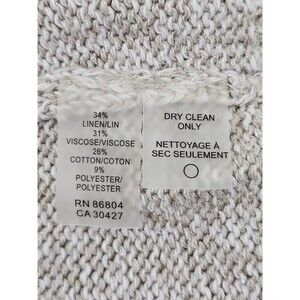 34%
LINEN/LIN
31%
VISCOSE/VISCOSE
26%
COTTON/COTON
9%
POLYESTER/
POLYESTER
RN 86804
CA 30427
DRY CLEAN
ONLY
NETTOYAGE À
SEC SEULEMENT